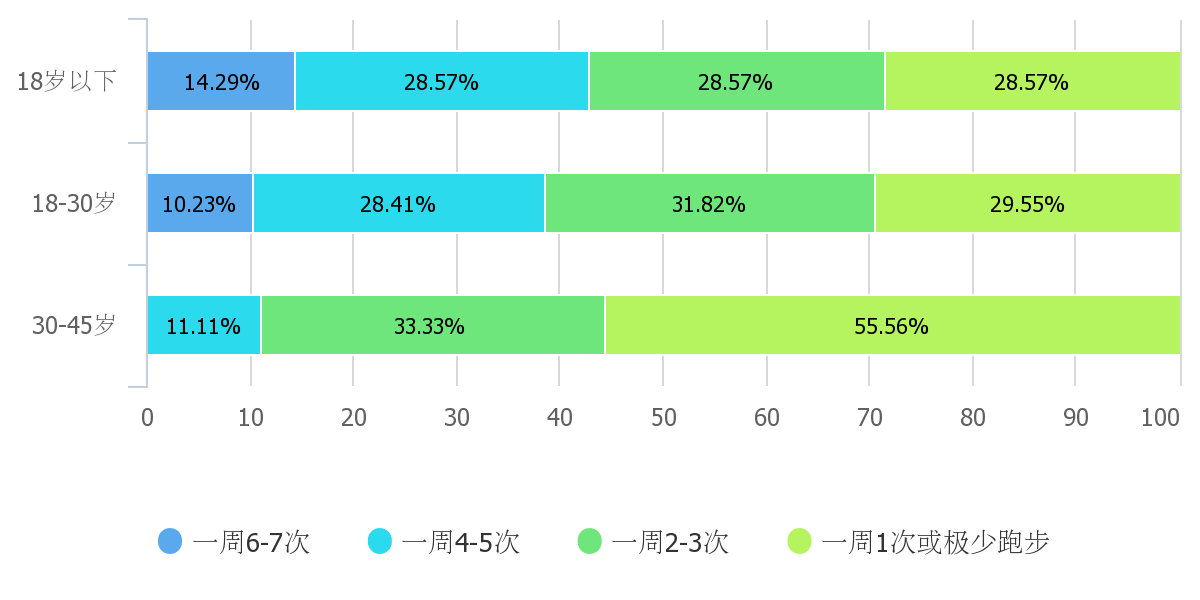 18岁以下 14.29% 28.57% 28.57% 28.57%
18-30岁 10.23% 28.41% 31.82% 29.55%
30-45岁 11.11% 33.33% 55.56%
0 10 20 30 40 50 60 70 80 90 100
一周6-7次 一周4-5次 一周2-3次 一周1次或极少跑步